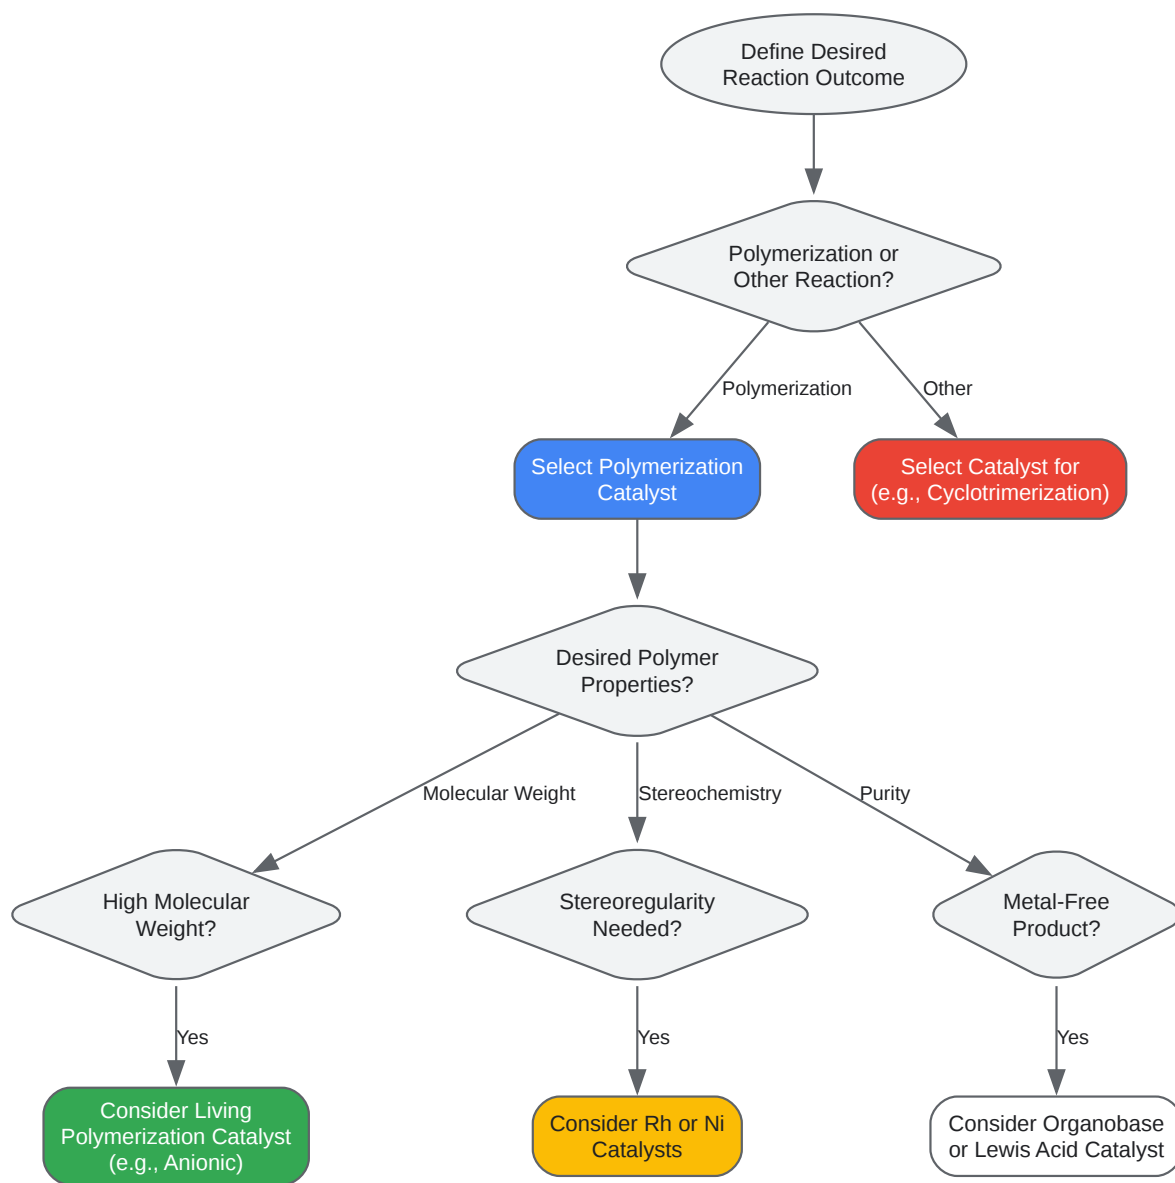 Define Desired
Reaction Outcome
Polymerization or
Other Reaction?
Polymerization
Other
Select Polymerization
Catalyst
Select Catalyst for
(e.g., Cyclotrimerization)
Desired Polymer
Properties?
Molecular Weight
Stereochemistry
Purity
High Molecular
Weight?
Stereoregularity
Needed?
Metal-Free
Product?
Yes
Yes
Yes
Consider Living
Polymerization Catalyst
(e.g., Anionic)
Consider Rh or Ni
Catalysts
Consider Organobase
or Lewis Acid Catalyst